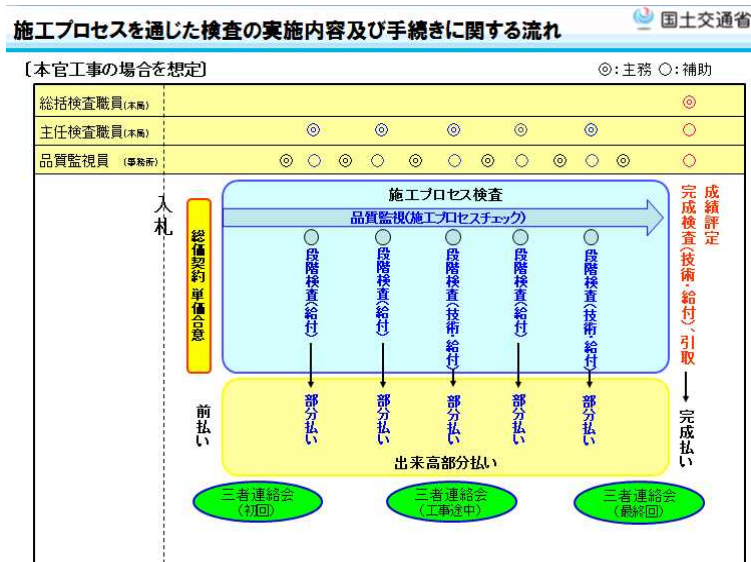 施工プロセスを通じた検査の実施内容及び手続きに関する流れ
国土交通省
〔本官工事の場合を想定〕
◎:主務 ○:補助
総括検査職員(本局) ◎
主任検査職員(本局) ◎ ◎ ◎ ◎ ◎ ○
品質監視員 (事務所) ◎ ○ ◎ ○ ◎ ○ ◎ ○ ◎ ○ ◎ ○
入札
総価契約単価合意
前払い
施工プロセス検査
品質監視(施工プロセスチェック)
段階検査(給付)
段階検査(給付)
段階検査(技術・給付)
段階検査(給付)
段階検査(技術・給付)
部分払い
部分払い
部分払い
部分払い
部分払い
出来高部分払い
成績評定
完成検査(技術・給付)、引取
完成払い
三者連絡会
(初回)
三者連絡会
(工事途中)
三者連絡会
(最終回)